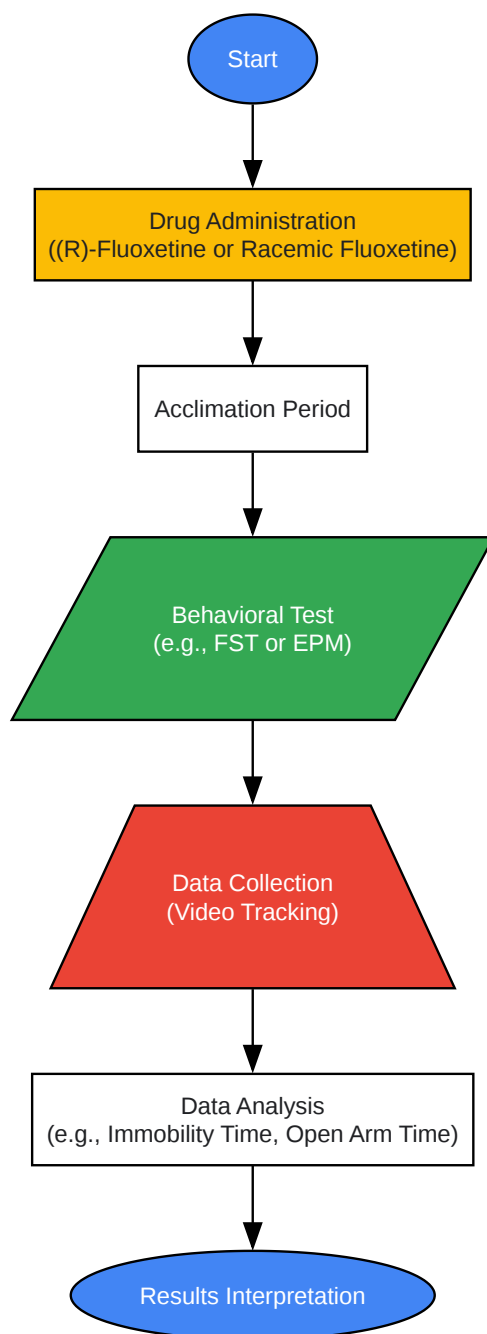 Start
Drug Administration
((R)-Fluoxetine or Racemic Fluoxetine)
Acclimation Period
Behavioral Test
(e.g., FST or EPM)
Data Collection
(Video Tracking)
Data Analysis
(e.g., Immobility Time, Open Arm Time)
Results Interpretation